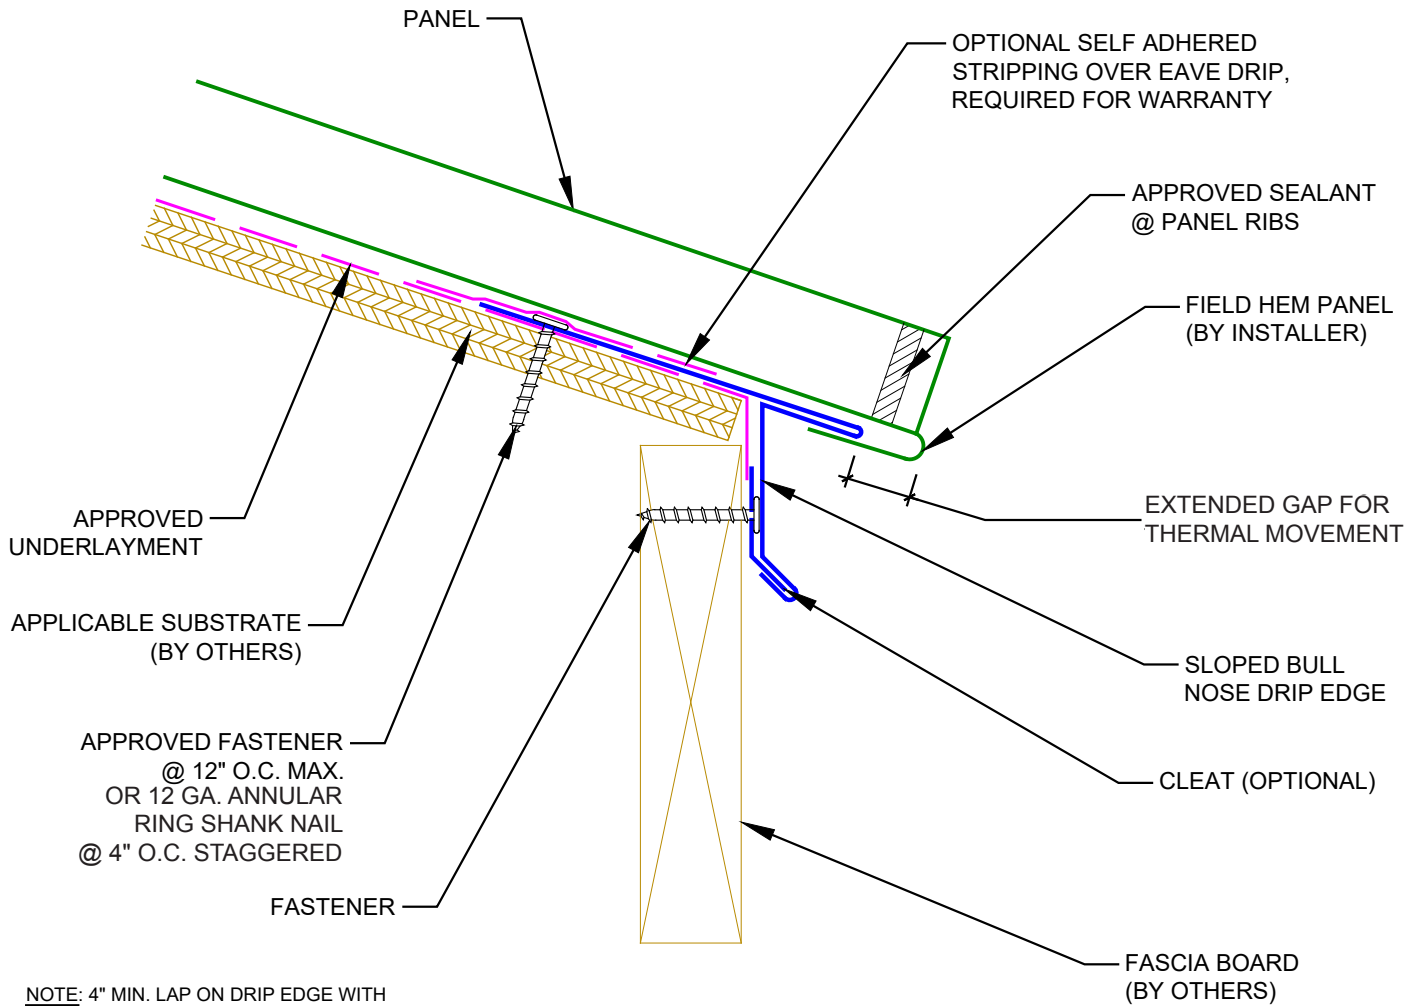 PANEL
OPTIONAL SELF ADHERED
STRIPPING OVER EAVE DRIP,
REQUIRED FOR WARRANTY
APPROVED SEALANT
@ PANEL RIBS
FIELD HEM PANEL
(BY INSTALLER)
EXTENDED GAP FOR
THERMAL MOVEMENT
APPROVED
UNDERLAYMENT
APPLICABLE SUBSTRATE
(BY OTHERS)
SLOPED BULL
NOSE DRIP EDGE
APPROVED FASTENER
@ 12" O.C. MAX.
OR 12 GA. ANNULAR
RING SHANK NAIL
@ 4" O.C. STAGGERED
CLEAT (OPTIONAL)
FASTENER
FASCIA BOARD
(BY OTHERS)
NOTE: 4" MIN. LAP ON DRIP EDGE WITH